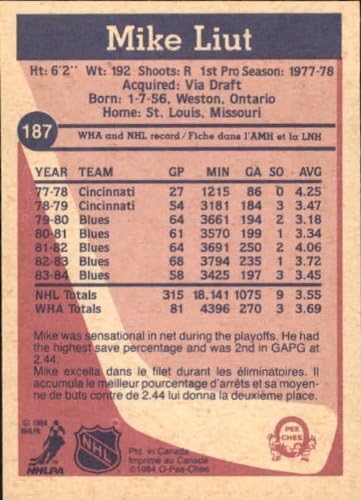 Mike Liut
Ht: 6'2" Wt: 192 Shoots: R 1st Pro Season: 1977-78
Acquired: Via Draft
Born: 1-7-56, Weston, Ontario
Home: St. Louis, Missouri
187
WHA and NHL record/Fiche dans l'AMH et la LNH
YEAR TEAM GP MIN GA SO AVG
77-78 Cincinnati 27 1215 86 0 4.25
78-79 Cincinnati 54 3181 184 3 3.47
79-80 Blues 64 3661 194 2 3.18
80-81 Blues 61 3570 199 1 3.34
81-82 Blues 64 3691 250 2 4.06
82-83 Blues 68 3794 235 1 3.72
83-84 Blues 58 3425 197 3 3.45
NHL Totals 315 18,141 1075 9 3.55
WHA Totals 81 4396 270 3 3.69
Mike was sensational in net during the playoffs. He had
the highest save percentage and was 2nd in GAPG at
2.44.
Mike excella dans le filet durant les éliminatoires. Il
accumula le meilleur pourcentage d'arrêts et sa moyen-
ne de buts contre de 2.44 lui donna la deuxième place.
© 1984
NHLPA
NHLPA
NHL
Ptd. in Canada
Imprimé au Canada
©1984 O-Pee-Chee
O
PEE
CHEE